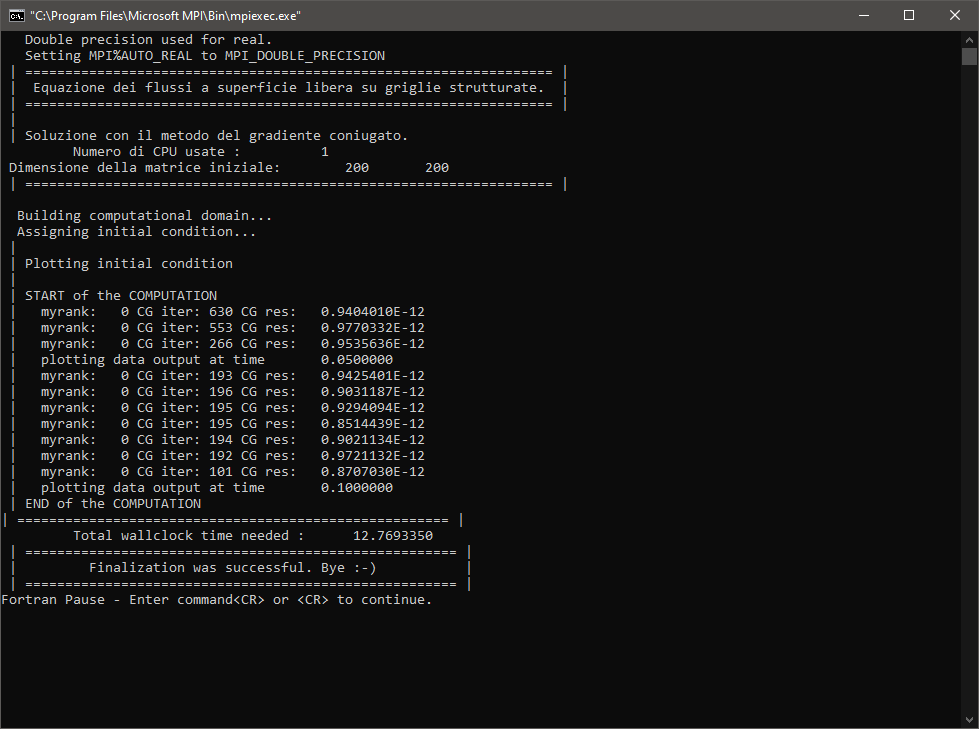 "C:\Program Files\Microsoft MPI\Bin\mpiexec.exe"
Double precision used for real.
Setting MPI%AUTO_REAL to MPI_DOUBLE_PRECISION
| ================================================================== |
|  Equazione dei flussi a superficie libera su griglie strutturate.  |
| ================================================================== |
|
| Soluzione con il metodo del gradiente coniugato.
Numero di CPU usate :          1
Dimensione della matrice iniziale:        200       200
| ================================================================== |
Building computational domain...
Assigning initial condition...
|
| Plotting initial condition
|
| START of the COMPUTATION
|   myrank:   0 CG iter: 630 CG res:   0.9404010E-12
|   myrank:   0 CG iter: 553 CG res:   0.9770332E-12
|   myrank:   0 CG iter: 266 CG res:   0.9535636E-12
|   plotting data output at time       0.0500000
|   myrank:   0 CG iter: 193 CG res:   0.9425401E-12
|   myrank:   0 CG iter: 196 CG res:   0.9031187E-12
|   myrank:   0 CG iter: 195 CG res:   0.9294094E-12
|   myrank:   0 CG iter: 195 CG res:   0.8514439E-12
|   myrank:   0 CG iter: 194 CG res:   0.9021134E-12
|   myrank:   0 CG iter: 192 CG res:   0.9721132E-12
|   myrank:   0 CG iter: 101 CG res:   0.8707030E-12
|   plotting data output at time       0.1000000
| END of the COMPUTATION
| ====================================================== |
Total wallclock time needed :      12.7693350
| ====================================================== |
|         Finalization was successful. Bye :-)           |
| ====================================================== |
Fortran Pause - Enter command<CR> or <CR> to continue.